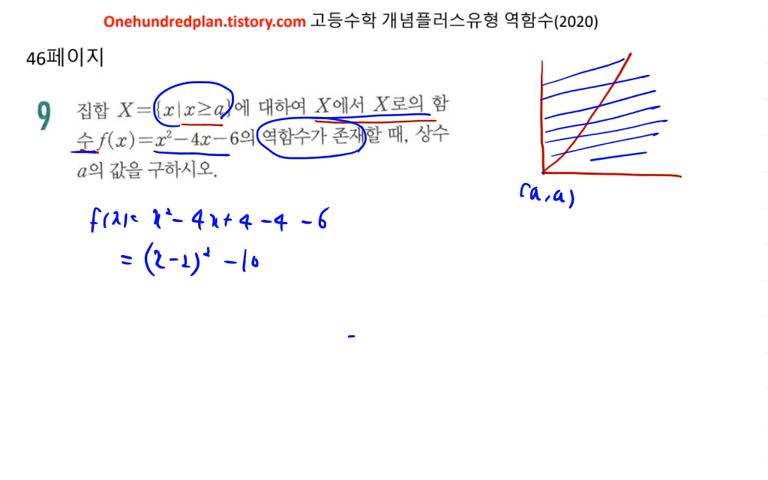 Onehundredplan.tistory.com 고등수학 개념플러스유형 역함수(2020)
46페이지
9 집합 X={x|x≥a}에 대하여 X에서 X로의 함
수 f(x)=x²-4x-6의 역함수가 존재할 때, 상수
a의 값을 구하시오.
(a, a)
f(x)= x²-4x+4-4-6
= (x-2)²-10